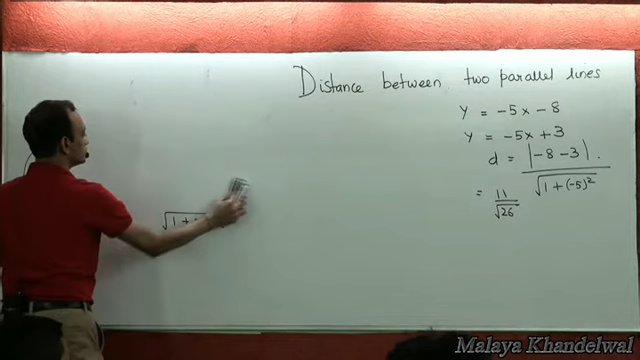 Distance between two parallel lines
y = -5x - 8
y = -5x + 3
d = |-8 - 3| .
√1 + (-5)²
= 11
√26
√1 +
Malaya Khandelwal